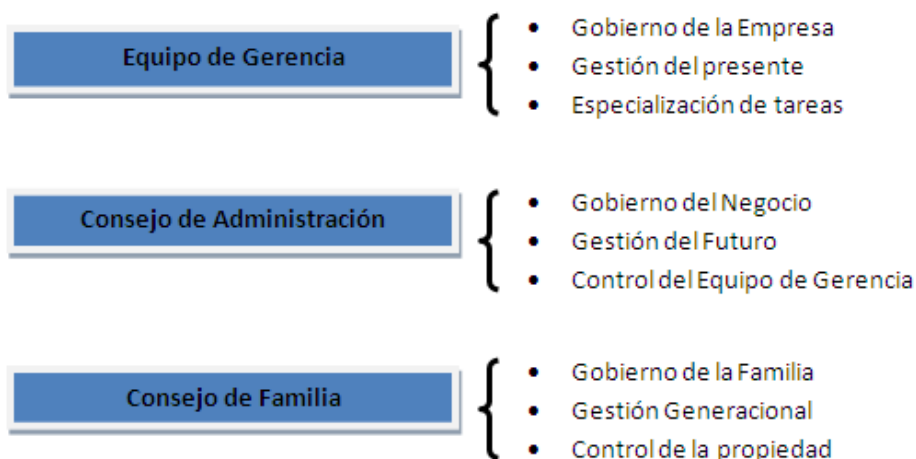 Equipo de Gerencia
• Gobierno de la Empresa
• Gestión del presente
• Especialización de tareas
Consejo de Administración
• Gobierno del Negocio
• Gestión del Futuro
• Control del Equipo de Gerencia
Consejo de Familia
• Gobierno de la Familia
• Gestión Generacional
• Control de la propiedad